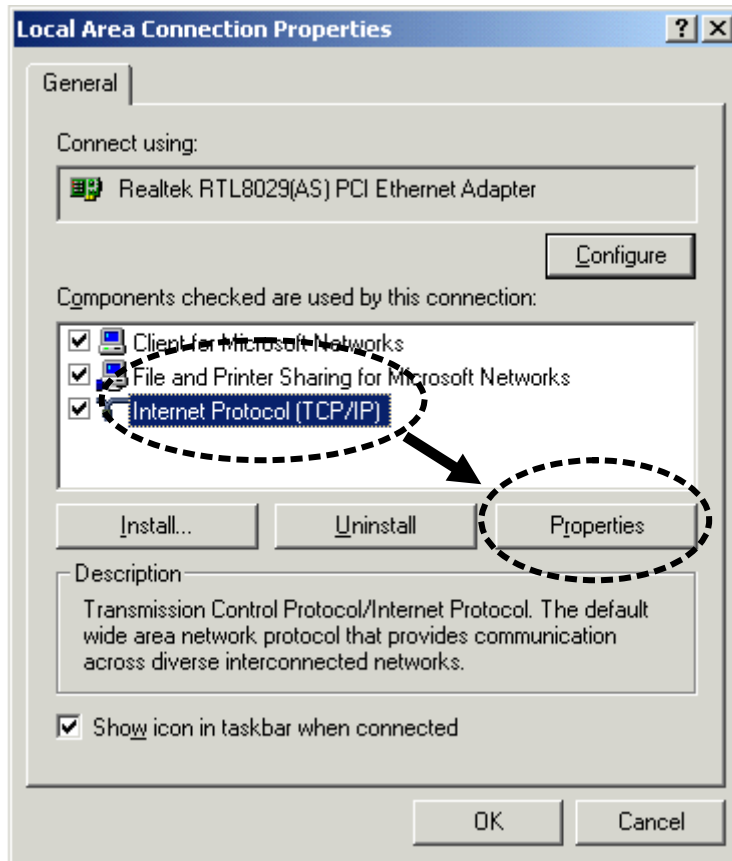 Local Area Connection Properties
General
Connect using:
Realtek RTL8029(AS) PCI Ethernet Adapter
Configure
Components checked are used by this connection:
Client for Microsoft Networks
File and Printer Sharing for Microsoft Networks
Internet Protocol (TCP/IP)
Install... Uninstall Properties
Description
Transmission Control Protocol/Internet Protocol. The default
wide area network protocol that provides communication
across diverse interconnected networks.
Show icon in taskbar when connected
OK Cancel